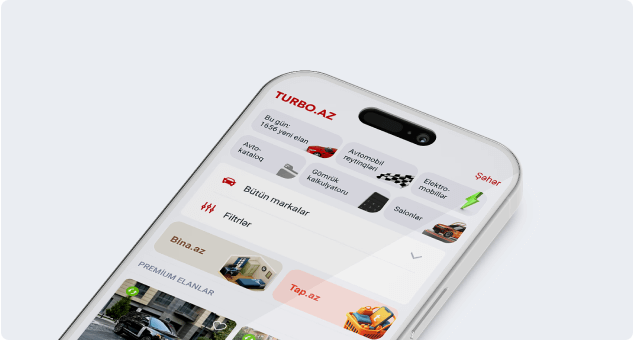 TURBO.AZ
Şəhər
Bu gün:
1656 yeni elan
Avtomobil
reytinqləri
Elektro-
mobillər
Avto-
kataloq
Gömrük
kalkulyatoru
Salonlar
Bütün markalar
Filtrlər
Bina.az
Tap.az
PREMİUM ELANLAR